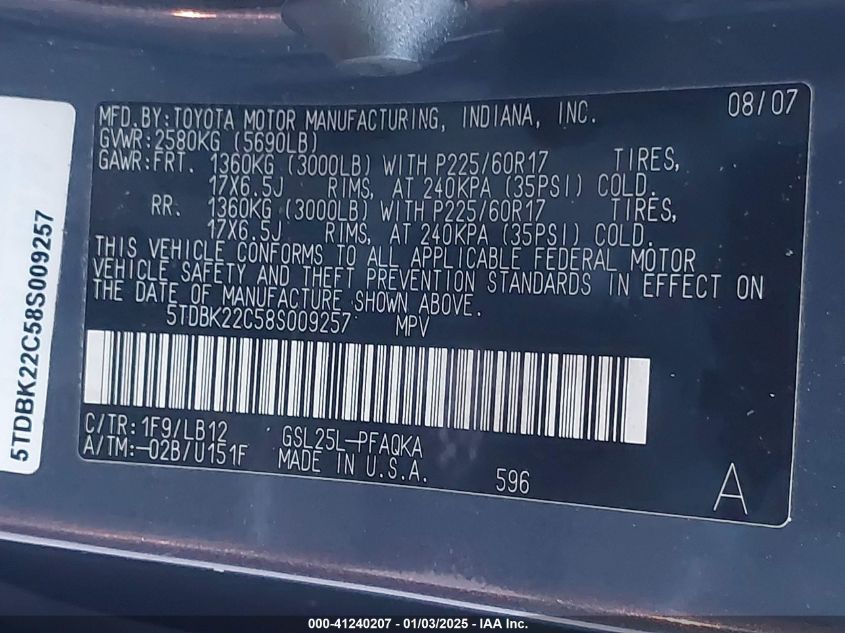 MFD.BY:TOYOTA MOTOR MANUFACTURING, INDIANA, INC. 08/07
GVWR:2580KG (5690LB)
GAWR:FRT. 1360KG (3000LB) WITH P225/60R17 TIRES,
17X6.5J RIMS, AT 240KPA (35PSI) COLD.
RR. 1360KG (3000LB) WITH P225/60R17 TIRES,
17X6.5J RIMS, AT 240KPA (35PSI) COLD.
THIS VEHICLE CONFORMS TO ALL APPLICABLE FEDERAL MOTOR
VEHICLE SAFETY AND THEFT PREVENTION STANDARDS IN EFFECT ON
THE DATE OF MANUFACTURE SHOWN ABOVE.
5TDBK22C58S009257 MPV
C/TR:1F9/LB12 GSL25L-PFAQKA
A/TM:-02B/U151F MADE IN U.S.A. 596 A
5TDBK22C58S009257
000-41240207 - 01/03/2025 - IAA Inc.